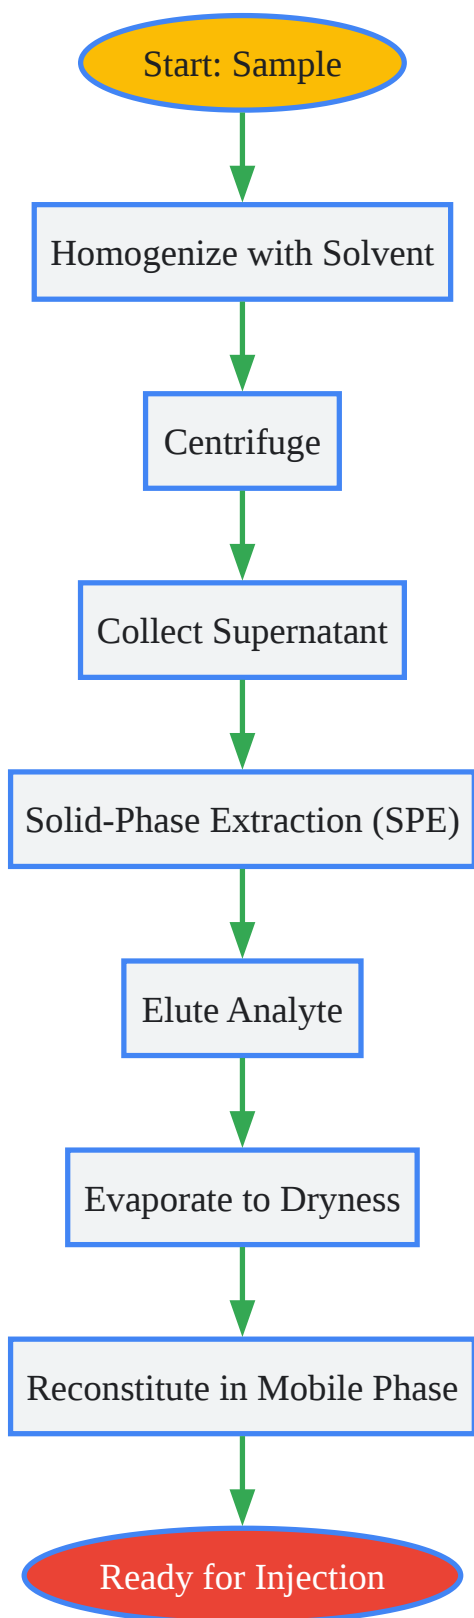 Start: Sample
Homogenize with Solvent
Centrifuge
Collect Supernatant
Solid-Phase Extraction (SPE)
Elute Analyte
Evaporate to Dryness
Reconstitute in Mobile Phase
Ready for Injection